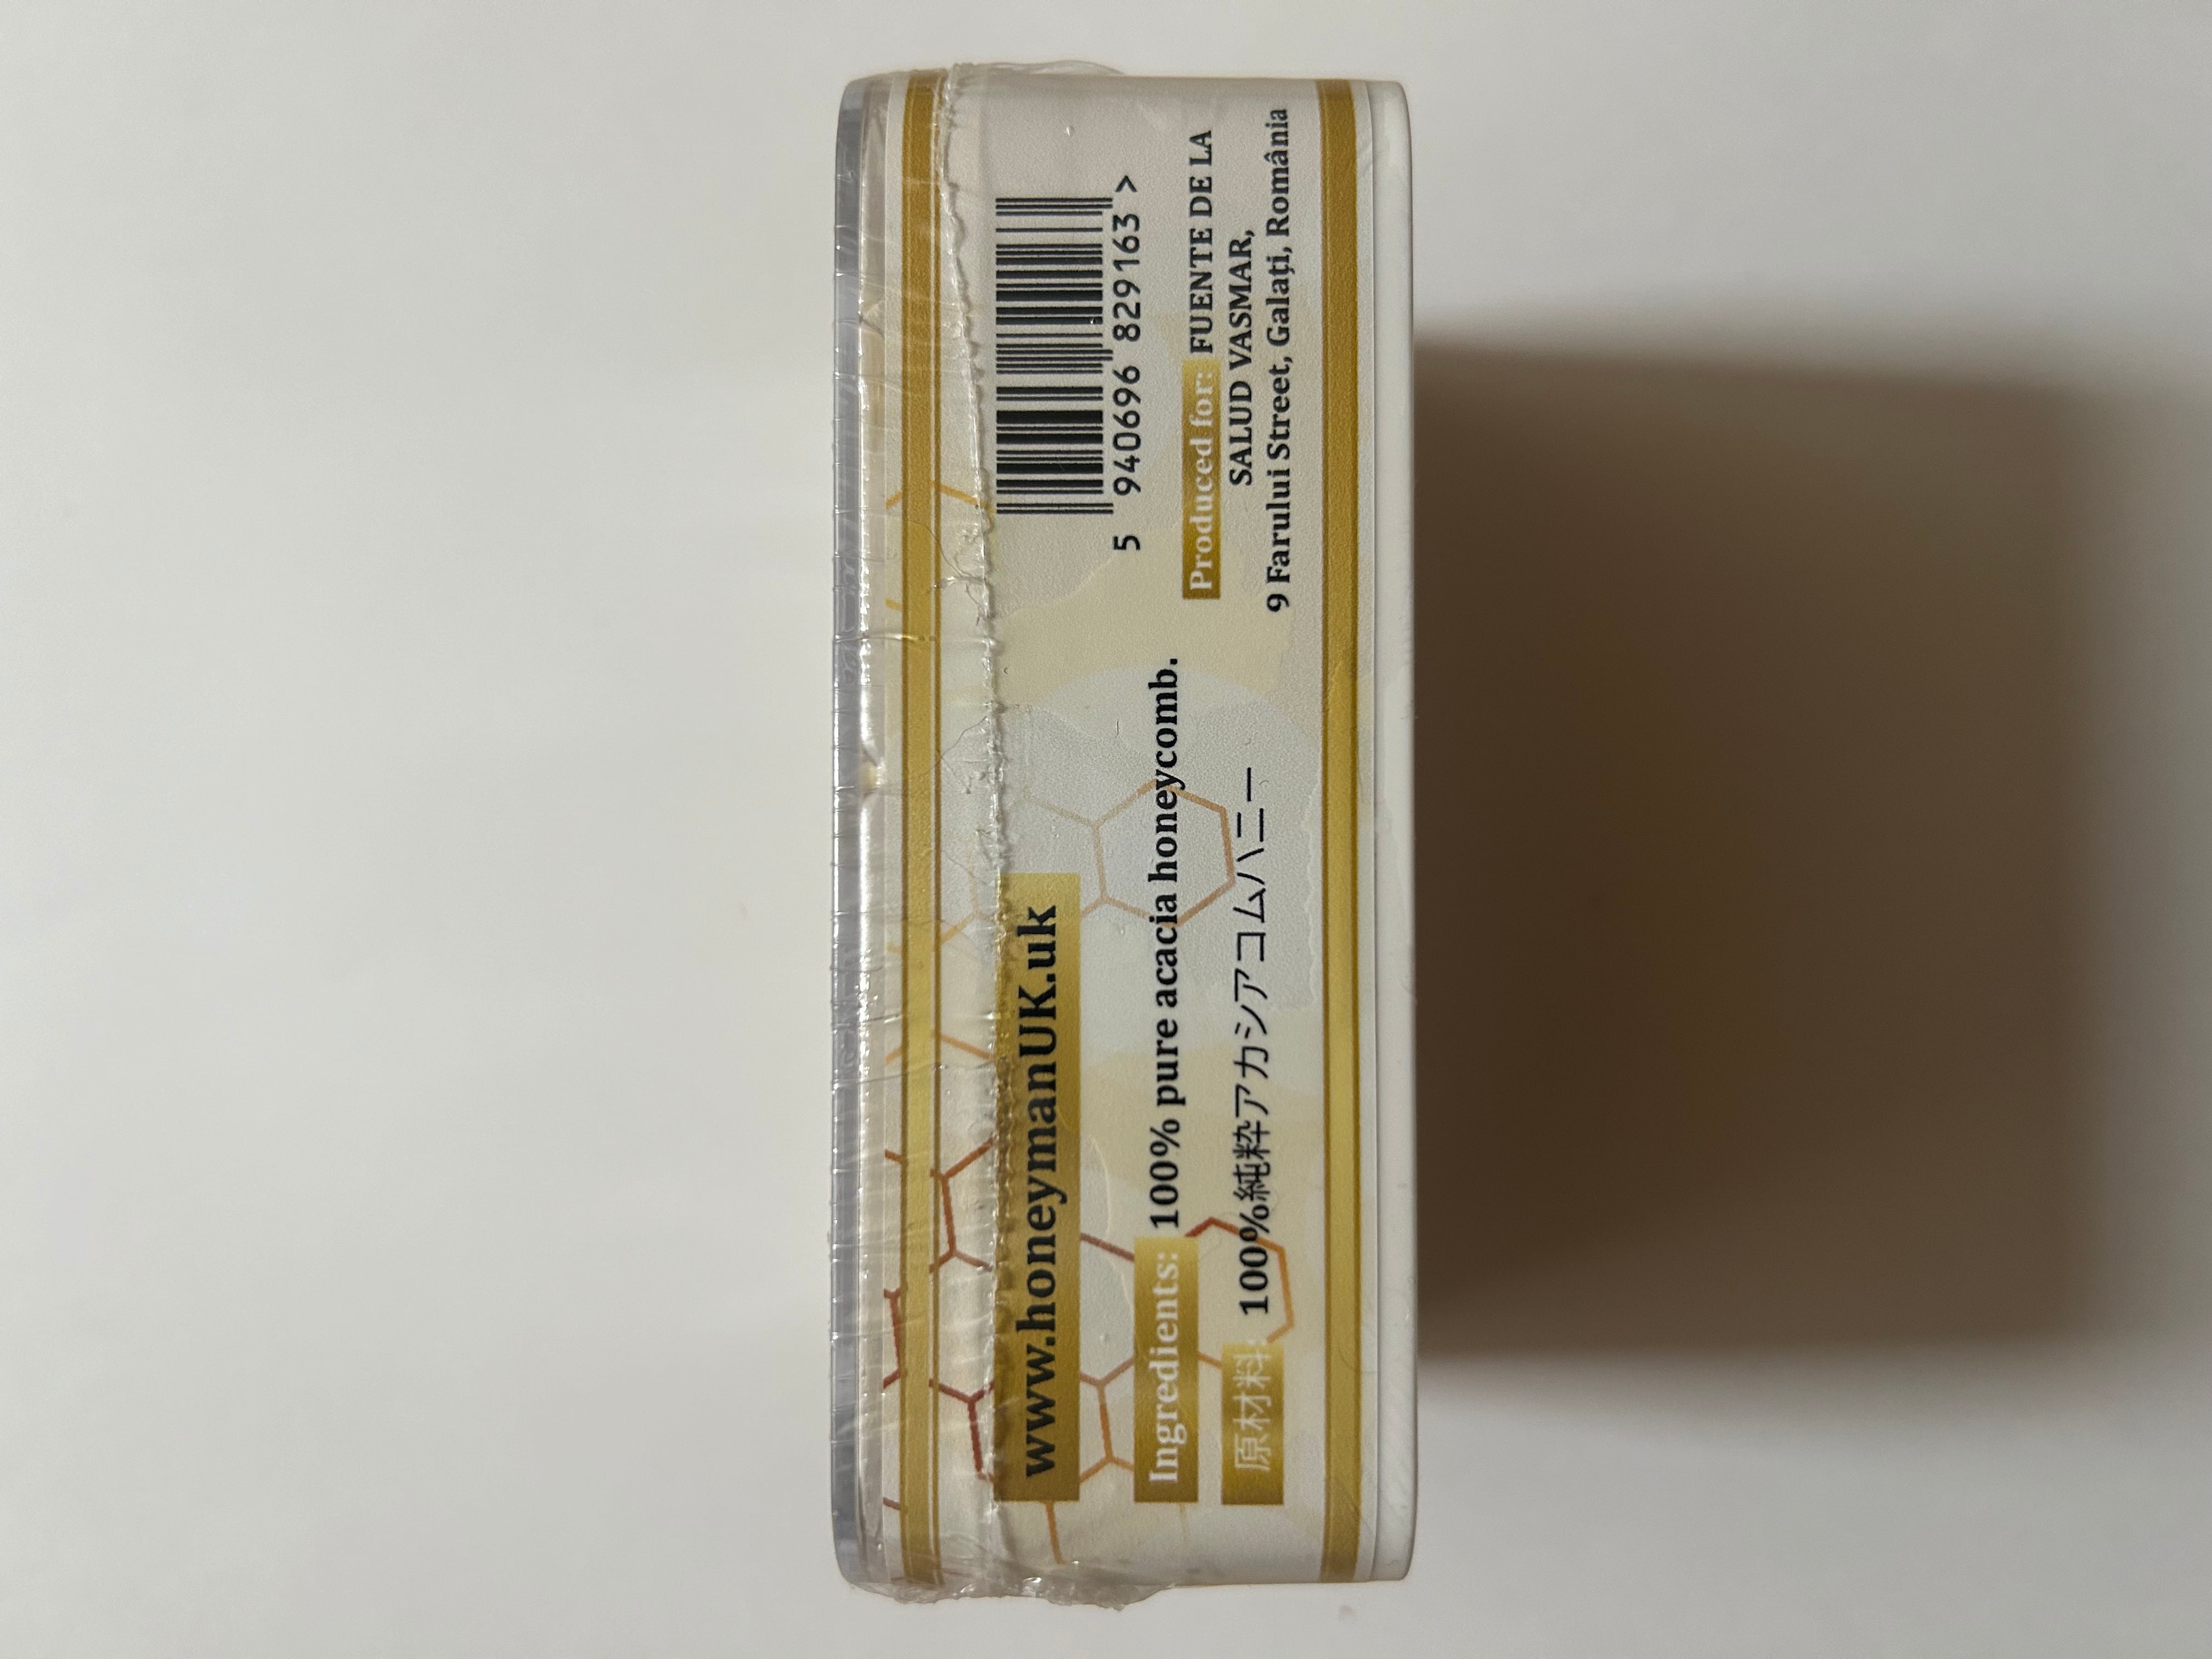 www.honeymanUK.uk
Ingredients: 100% pure acacia honeycomb.
原材料: 100%純粋アカシアコムハニー
5 940696 829163 >
Produced for: FUENTE DE LA
SALUD VASMAR,
9 Farului Street, Galați, România